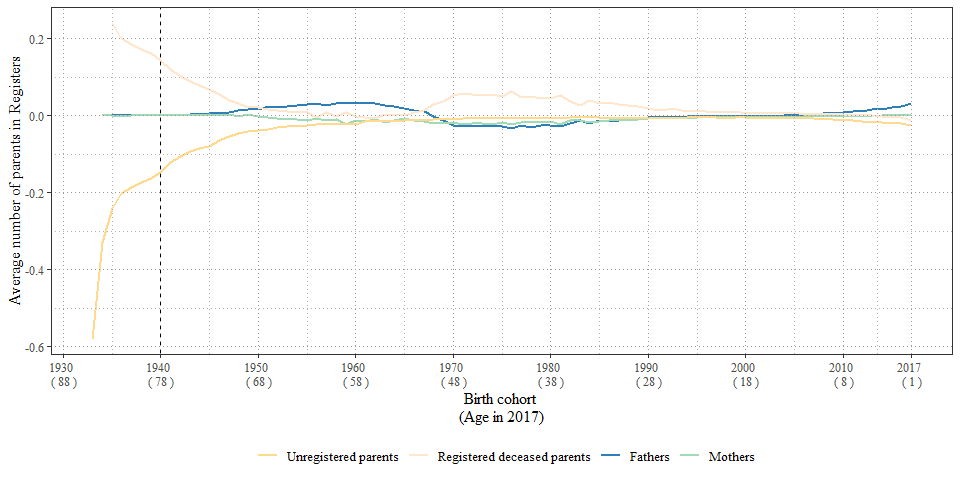 Average number of parents in Registers
0.2
0.0
-0.2
-0.4
-0.6
1930 1940 1950 1960 1970 1980 1990 2000 2010 2017
( 88 ) ( 78 ) ( 68 ) ( 58 ) ( 48 ) ( 38 ) ( 28 ) ( 18 ) ( 8 ) ( 1 )
Birth cohort
(Age in 2017)
Unregistered parents Registered deceased parents Fathers Mothers